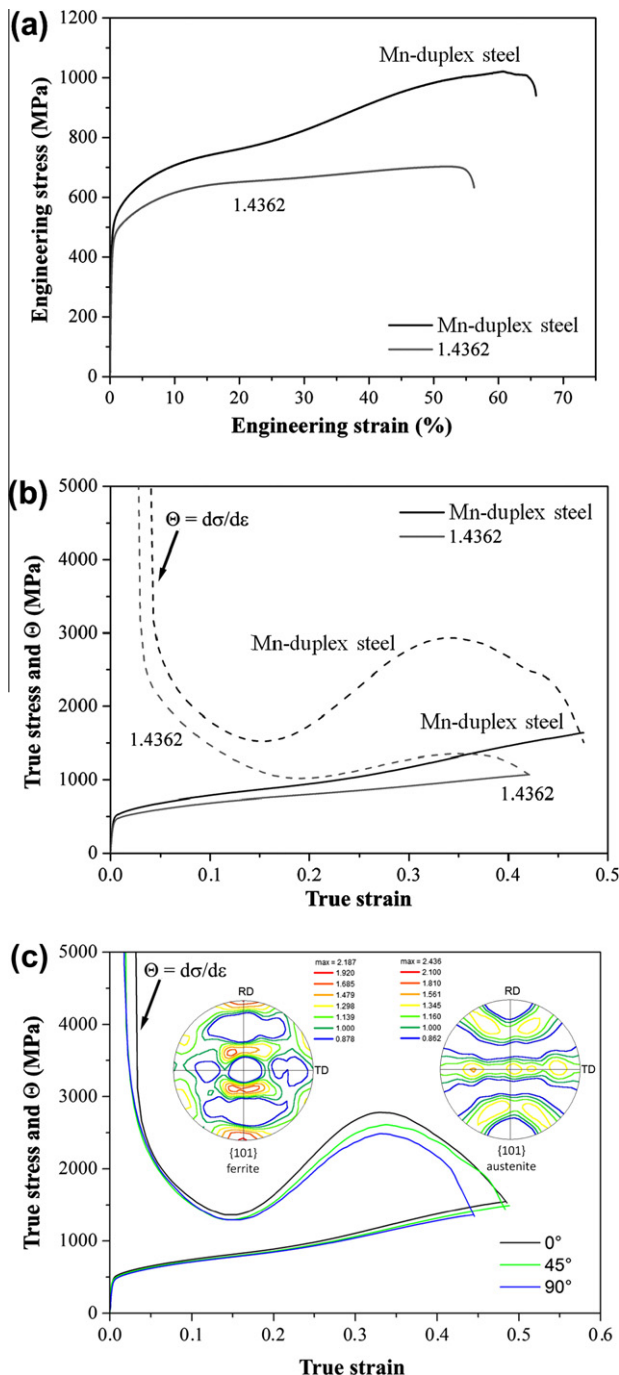 (a)
1200
1000
800
600
400
200
0
Engineering stress (MPa)
Mn-duplex steel
1.4362
Mn-duplex steel
1.4362
0 10 20 30 40 50 60 70
Engineering strain (%)
(b)
5000
4000
3000
2000
1000
0
True stress and Θ (MPa)
Θ = dσ/dε
Mn-duplex steel
1.4362
Mn-duplex steel
Mn-duplex steel
1.4362
1.4362
0.0 0.1 0.2 0.3 0.4 0.5
True strain
(c)
5000
4000
3000
2000
1000
0
True stress and Θ (MPa)
Θ = dσ/dε
max = 2.187
1.920
1.685
1.479
1.298
1.139
1.000
0.878
RD
TD
{101}
ferrite
max = 2.436
2.100
1.810
1.561
1.345
1.160
1.000
0.862
RD
TD
{101}
austenite
0°
45°
90°
0.0 0.1 0.2 0.3 0.4 0.5 0.6
True strain